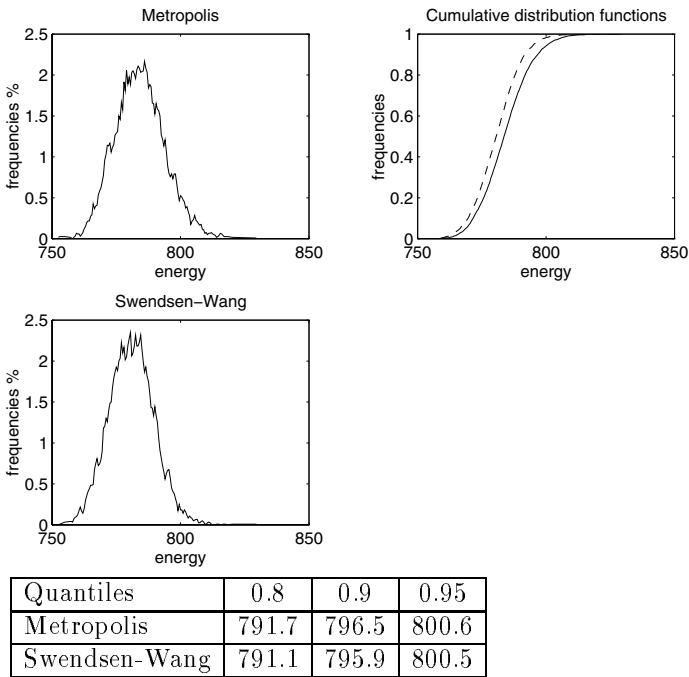 Metropolis
2.5
2
1.5
1
0.5
0
frequencies %
750
800
850
energy
Cumulative distribution functions
1
0.8
0.6
0.4
0.2
0
frequencies
750
800
850
energy
Swendsen−Wang
2.5
2
1.5
1
0.5
0
frequencies %
750
800
850
energy
Quantiles 0.8 0.9 0.95
Metropolis 791.7 796.5 800.6
Swendsen-Wang 791.1 795.9 800.5